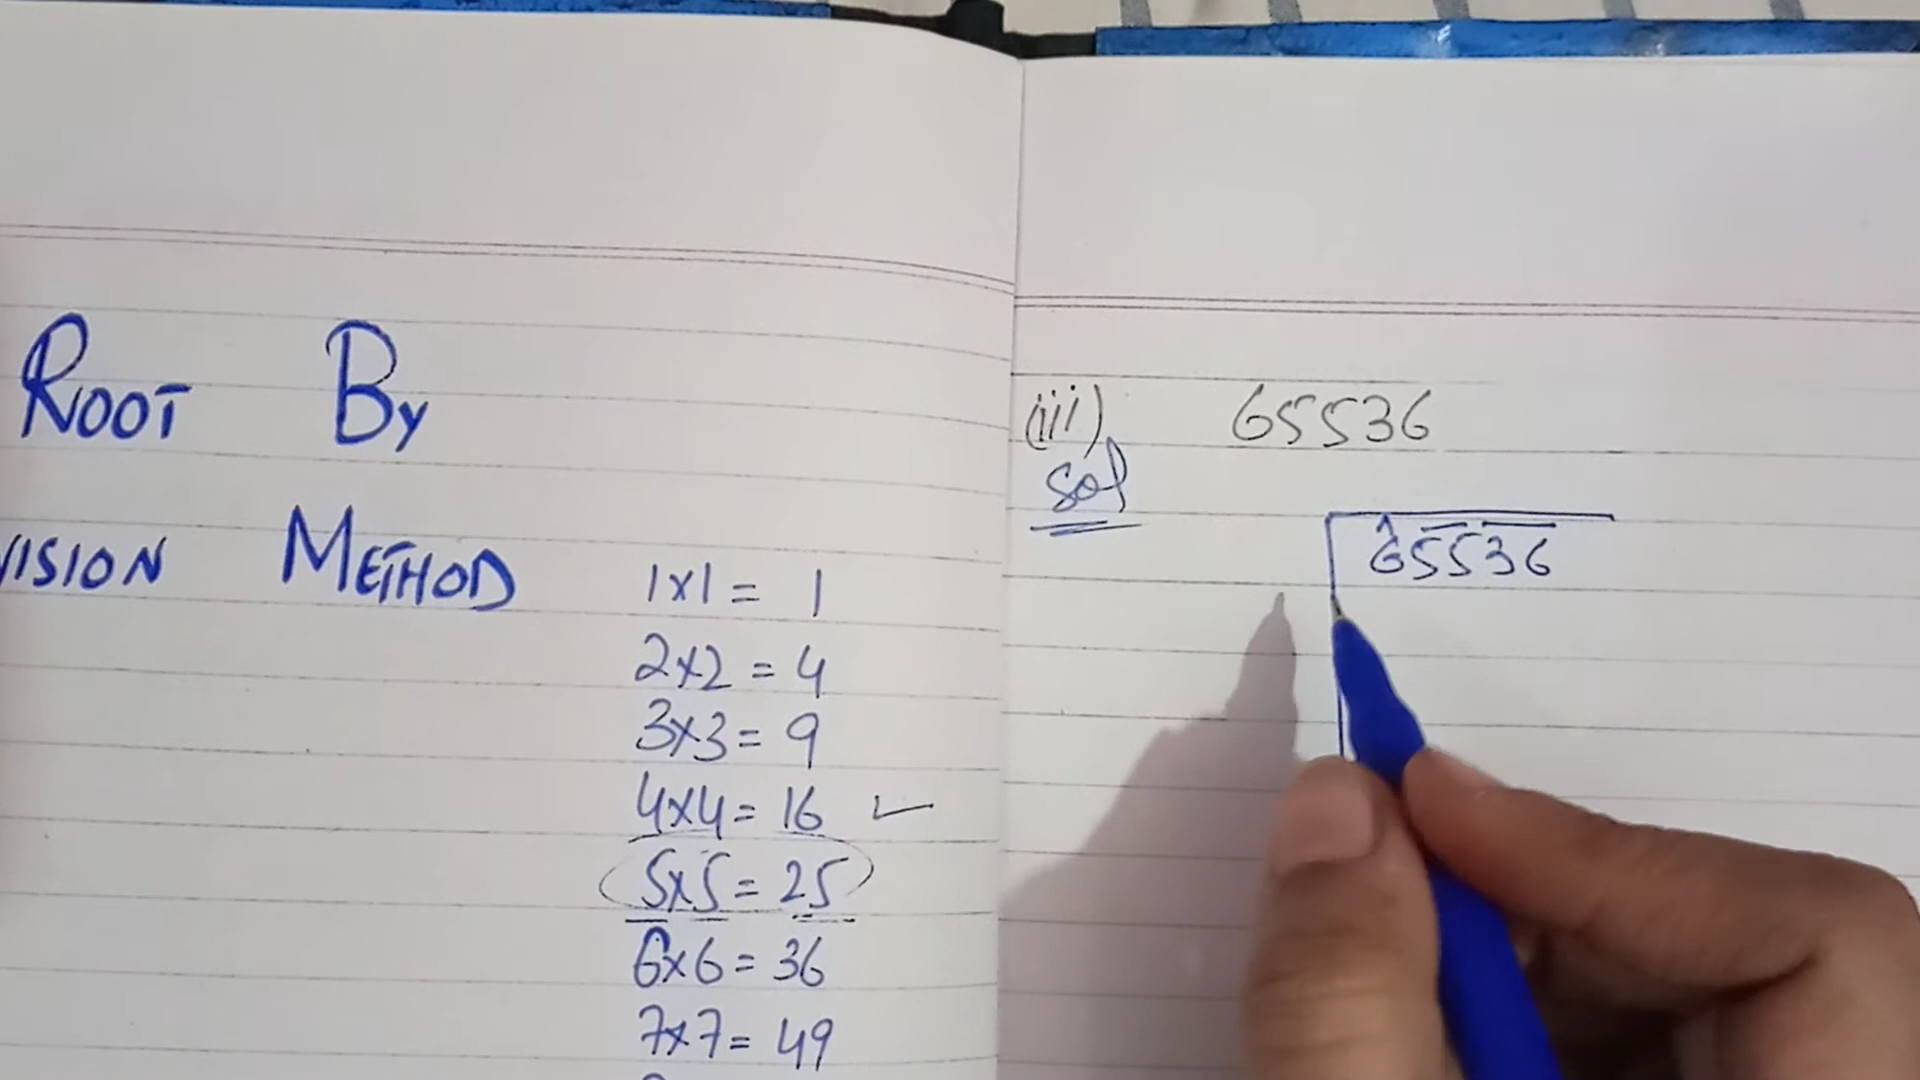 ROOT BY
VISION METHOD
1x1 = 1
2x2 = 4
3x3 = 9
4x4 = 16
5x5 = 25
6x6 = 36
7x7 = 49
(iii) 65536
Sol
65536